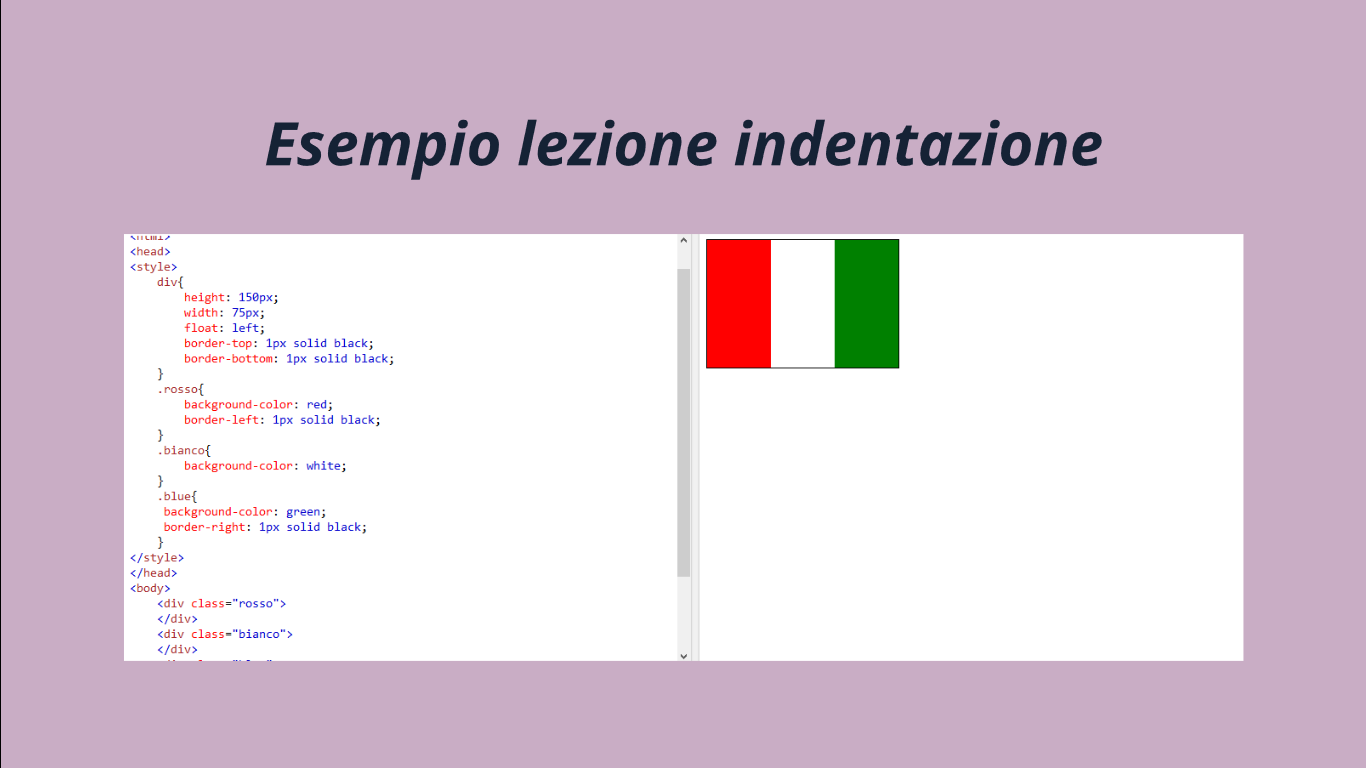 Esempio lezione indentazione
<html>
<head>
<style>
    div{
        height: 150px;
        width: 75px;
        float: left;
        border-top: 1px solid black;
        border-bottom: 1px solid black;
    }
    .rosso{
        background-color: red;
        border-left: 1px solid black;
    }
    .bianco{
        background-color: white;
    }
    .blue{
     background-color: green;
     border-right: 1px solid black;
    }
</style>
</head>
<body>
    <div class="rosso">
    </div>
    <div class="bianco">
    </div>